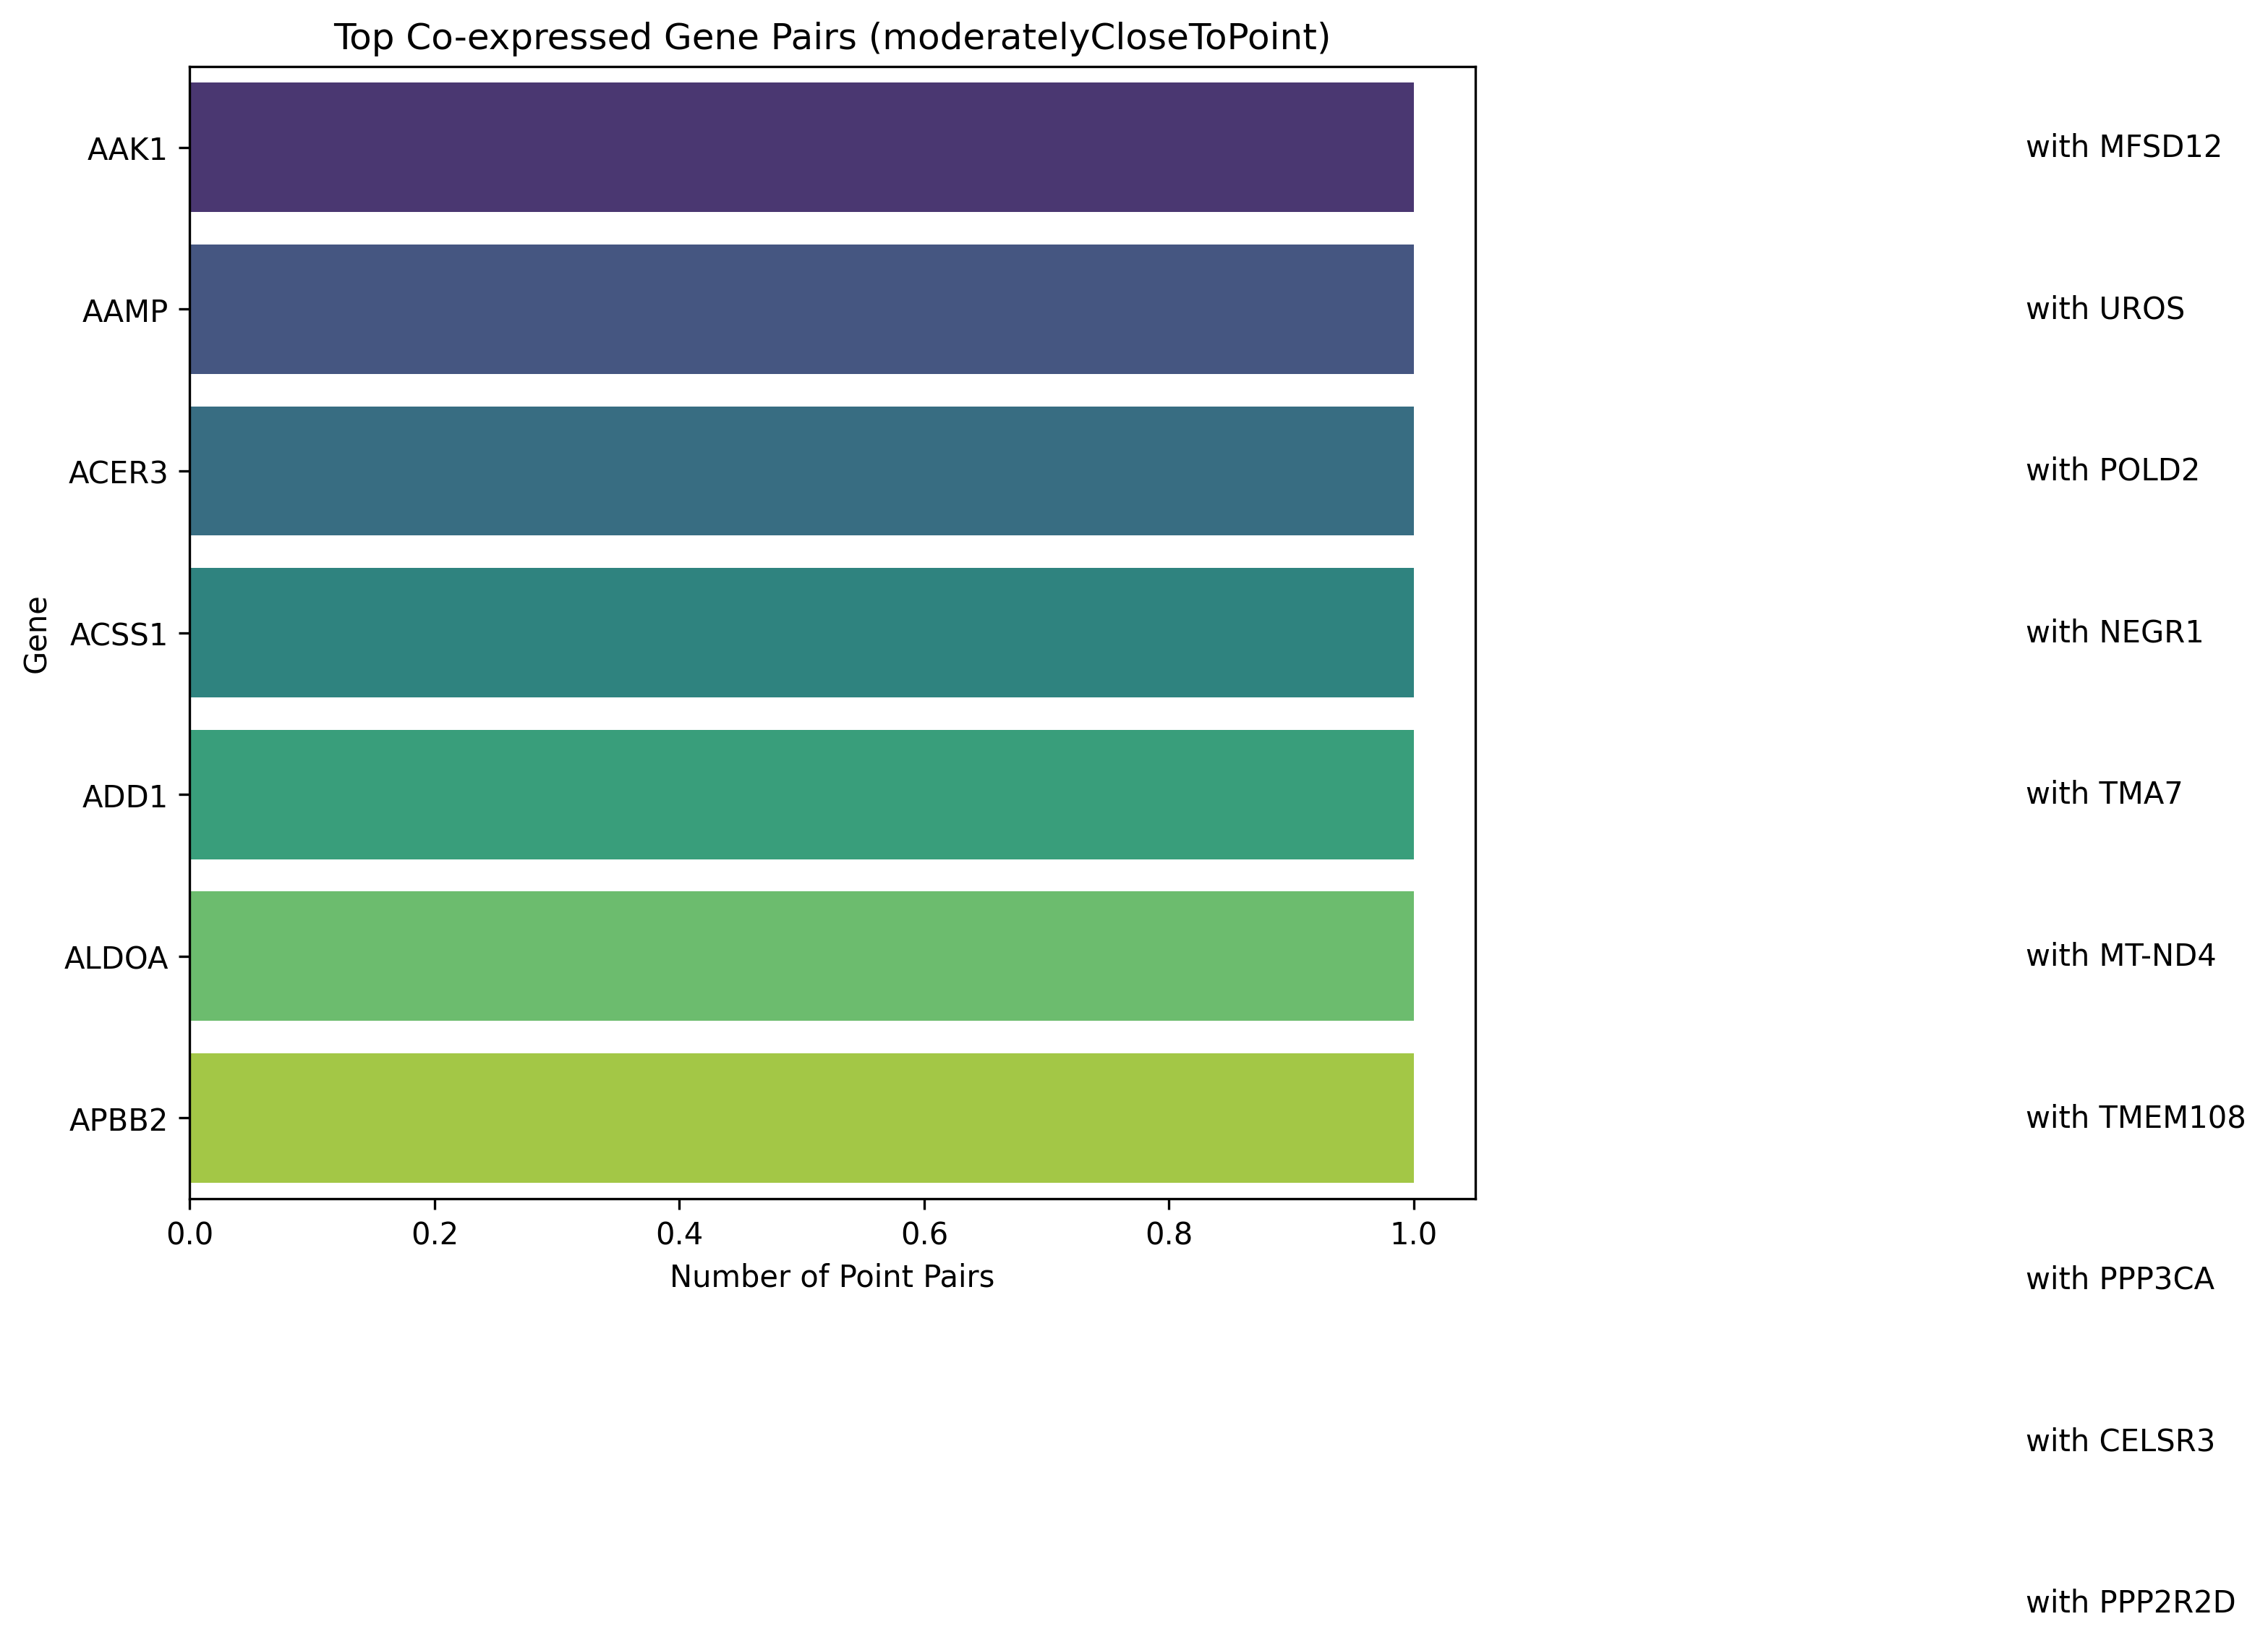 Top Co-expressed Gene Pairs (moderatelyCloseToPoint)
Gene
AAK1 with MFSD12
AAMP with UROS
ACER3 with POLD2
ACSS1 with NEGR1
ADD1 with TMA7
ALDOA with MT-ND4
APBB2 with TMEM108
0.0 0.2 0.4 0.6 0.8 1.0
Number of Point Pairs
with PPP3CA
with CELSR3
with PPP2R2D